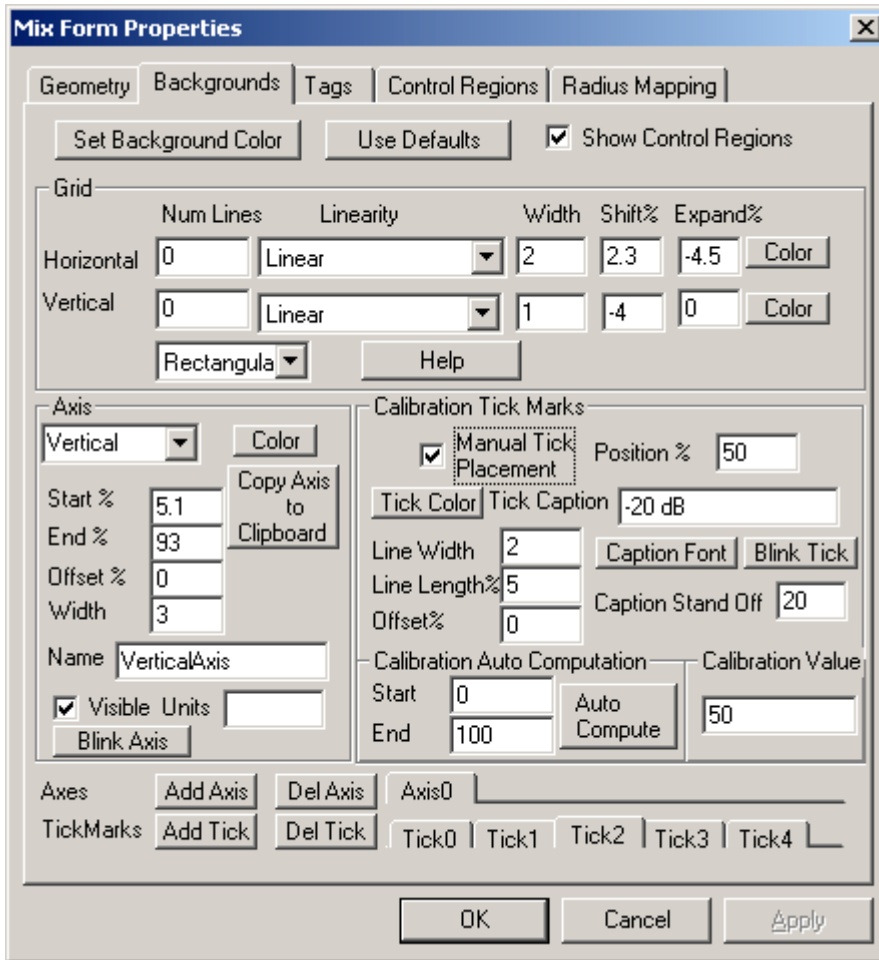 Mix Form Properties
Geometry Backgrounds Tags Control Regions Radius Mapping
Set Background Color Use Defaults Show Control Regions
Grid
Num Lines Linearity Width Shift% Expand%
Horizontal 0 Linear 2 2.3 -4.5 Color
Vertical 0 Linear 1 -4 0 Color
Rectangula Help
Axis
Vertical Color
Start % 5.1 Copy Axis to Clipboard
End % 93
Offset % 0
Width 3
Name VerticalAxis
Visible Units
Blink Axis
Calibration Tick Marks
Manual Tick Placement Position % 50
Tick Color Tick Caption -20 dB
Line Width 2 Caption Font Blink Tick
Line Length% 5 Caption Stand Off 20
Offset% 0
Calibration Auto Computation
Start 0 Auto Compute
End 100
Calibration Value
50
Axes Add Axis Del Axis Axis0
TickMarks Add Tick Del Tick Tick0 Tick1 Tick2 Tick3 Tick4
OK Cancel Apply